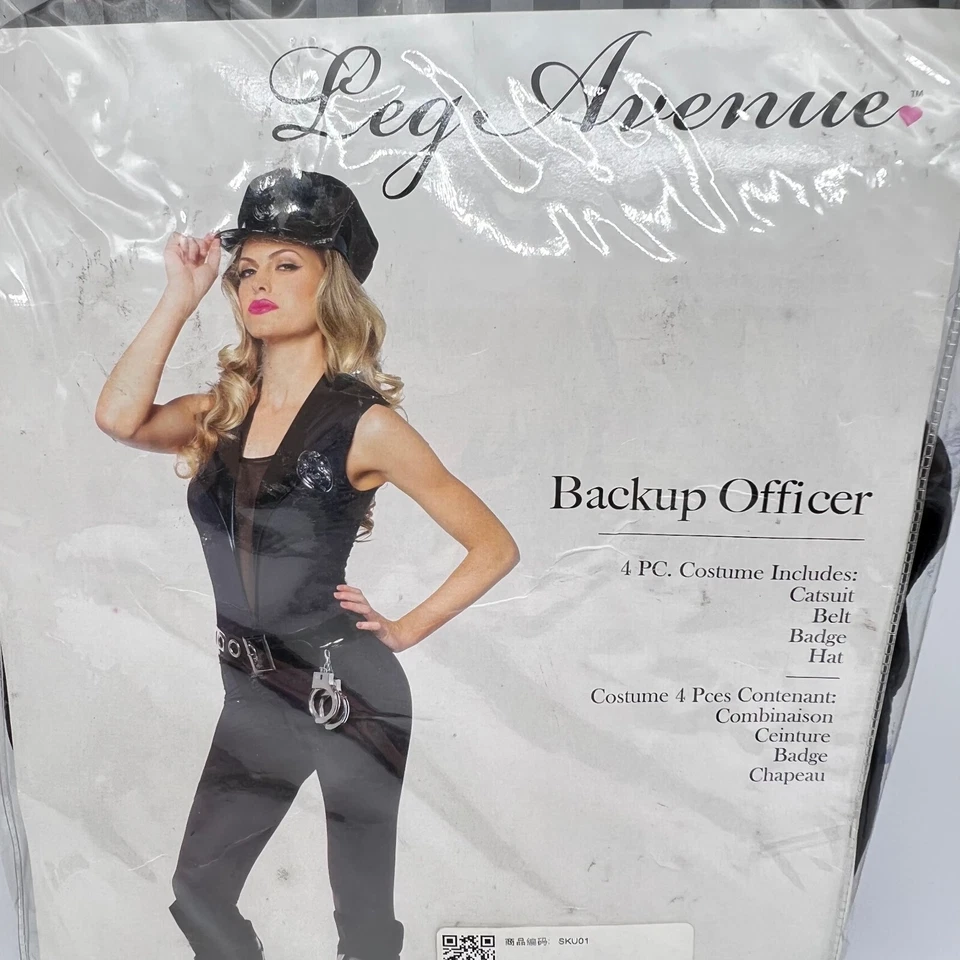 Leg Avenue ™
Backup Officer
4 PC. Costume Includes:
Catsuit
Belt
Badge
Hat
Costume 4 Pces Contenant:
Combinaison
Ceinture
Badge
Chapeau
商品编码: SKU01